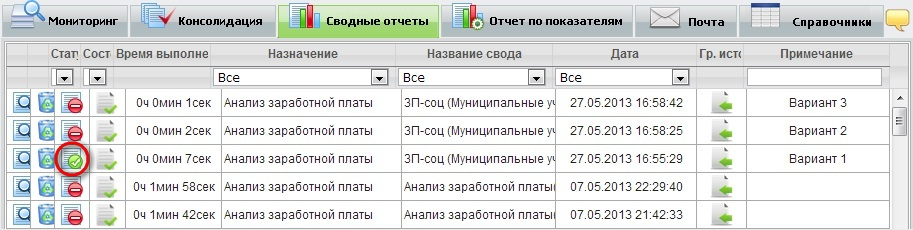 Мониторинг Консолидация Сводные отчеты Отчет по показателям Почта Справочники
Стату Состо Время выполне Назначение Название свода Дата Гр. исто Примечание
Все Все Все
0ч 0мин 1сек Анализ заработной платы ЗП-соц (Муниципальные уч 27.05.2013 16:58:42 Вариант 3
0ч 0мин 2сек Анализ заработной платы ЗП-соц (Муниципальные уч 27.05.2013 16:58:25 Вариант 2
0ч 0мин 7сек Анализ заработной платы ЗП-соц (Муниципальные уч 27.05.2013 16:55:29 Вариант 1
0ч 1мин 58сек Анализ заработной платы Анализ заработной платы( 07.05.2013 22:29:40
0ч 1мин 42сек Анализ заработной платы Анализ заработной платы( 07.05.2013 21:42:33